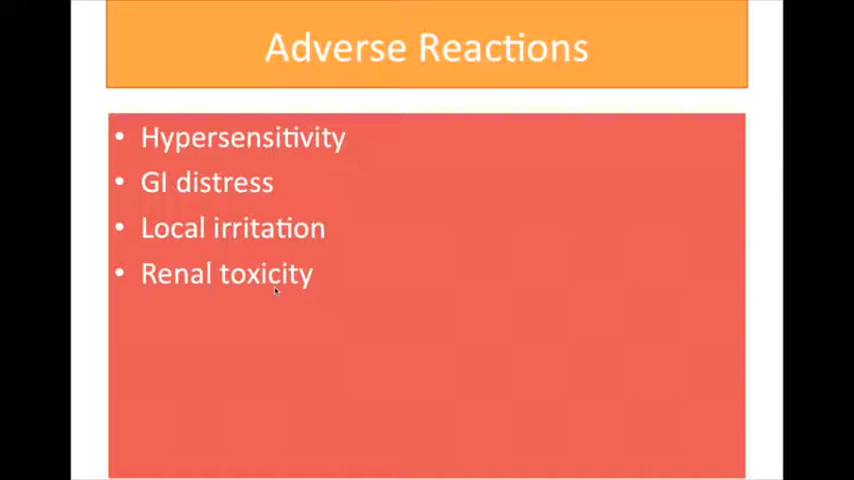 Adverse Reactions
• Hypersensitivity
• GI distress
• Local irritation
• Renal toxicity